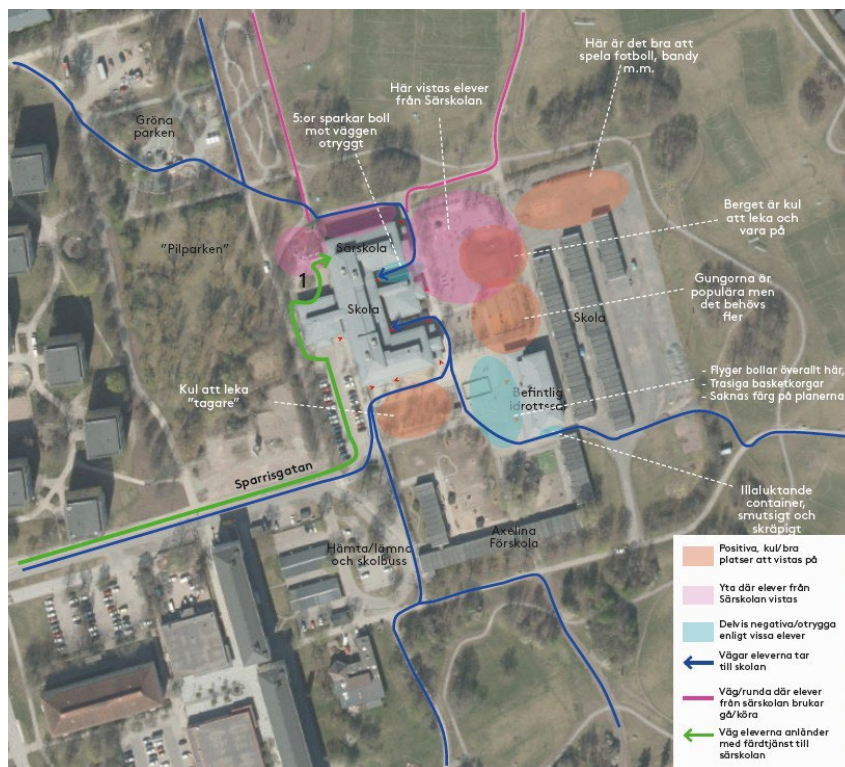 Här är det bra att
spela fotboll, bandy
m.m.
Här vistas elever
från Särskolan
5:or sparkar boll
mot väggen
otryggt
Gröna
parken
Berget är kul
att leka och
vara på
"Pilparken"
Särskola
1
Gungorna är
populära men
det behövs
fler
Skola
Skola
- Flyger bollar överallt här,
- Trasiga basketkorgar
- Saknas färg på planerna
Kul att leka
"tagare"
Befintlig
idrottssal
Sparrisgatan
Illaluktande
container,
smutsigt och
skräpigt
Axelina
Förskola
Hämta/lämna
och skolbuss
Positiva, kul/bra
platser att vistas på
Yta där elever från
Särskolan vistas
Delvis negativa/otrygga
enligt vissa elever
Vägar eleverna tar
till skolan
Väg/runda där elever
från särskolan brukar
gå/köra
Väg eleverna anländer
med färdtjänst till
särskolan